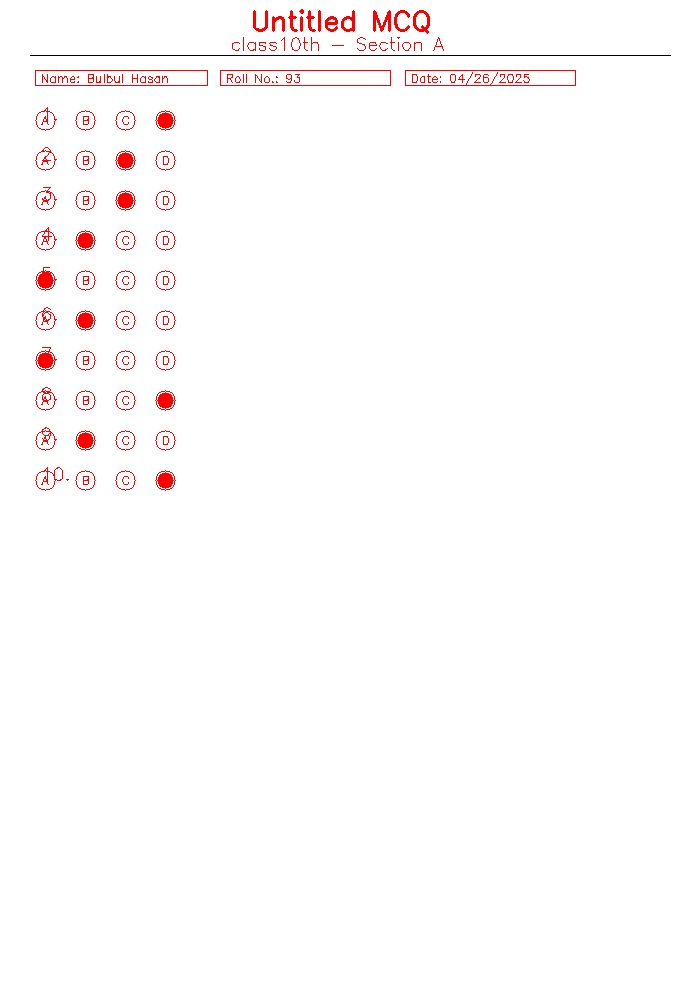 Untitled MCQ
class10th – Section A
Name: Bulbul Hasan Roll No.: 93 Date: 04/26/2025
1. A B C
2. A B D
3. A B D
4. A C D
5. B C D
6. A C D
7. B C D
8. A B C
9. A C D
10. A B C